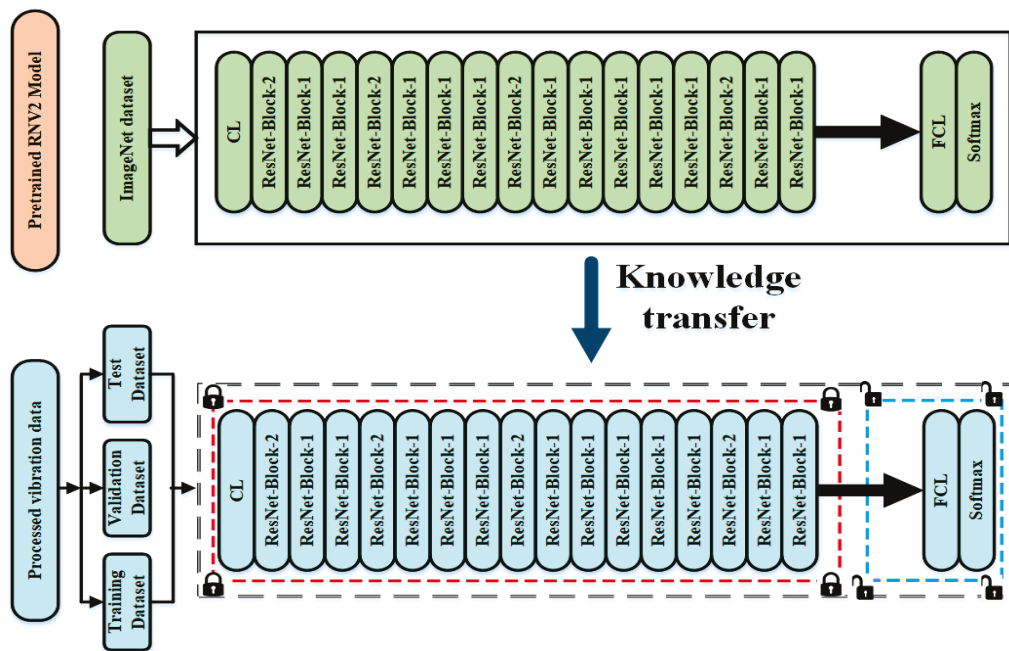 Pretrained RNV2 Model
ImageNet dataset
CL
ResNet-Block-2
ResNet-Block-1
ResNet-Block-1
ResNet-Block-2
ResNet-Block-1
ResNet-Block-1
ResNet-Block-1
ResNet-Block-2
ResNet-Block-1
ResNet-Block-1
ResNet-Block-1
ResNet-Block-1
ResNet-Block-1
ResNet-Block-2
ResNet-Block-1
ResNet-Block-1
FCL
Softmax
Knowledge
transfer
Processed vibration data
Test
Dataset
Validation
Dataset
Training
Dataset
CL
ResNet-Block-2
ResNet-Block-1
ResNet-Block-1
ResNet-Block-2
ResNet-Block-1
ResNet-Block-1
ResNet-Block-1
ResNet-Block-2
ResNet-Block-1
ResNet-Block-1
ResNet-Block-1
ResNet-Block-1
ResNet-Block-1
ResNet-Block-2
ResNet-Block-1
ResNet-Block-1
FCL
Softmax